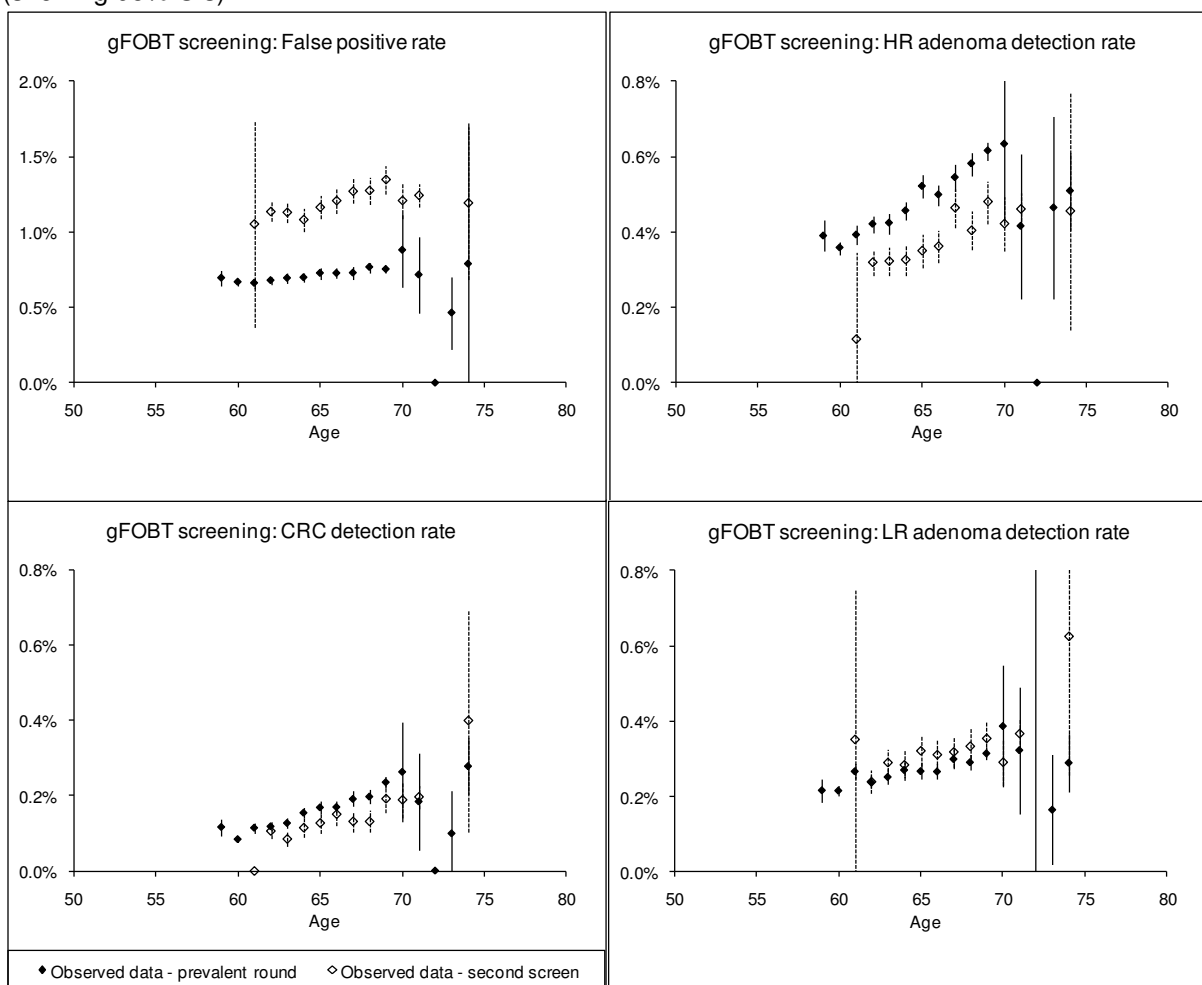 gFOBT screening: False positive rate
2.0%
1.5%
1.0%
0.5%
0.0%
50 55 60 65 70 75 80
Age
gFOBT screening: HR adenoma detection rate
0.8%
0.6%
0.4%
0.2%
0.0%
50 55 60 65 70 75 80
Age
gFOBT screening: CRC detection rate
0.8%
0.6%
0.4%
0.2%
0.0%
50 55 60 65 70 75 80
Age
gFOBT screening: LR adenoma detection rate
0.8%
0.6%
0.4%
0.2%
0.0%
50 55 60 65 70 75 80
Age
Observed data - prevalent round Observed data - second screen